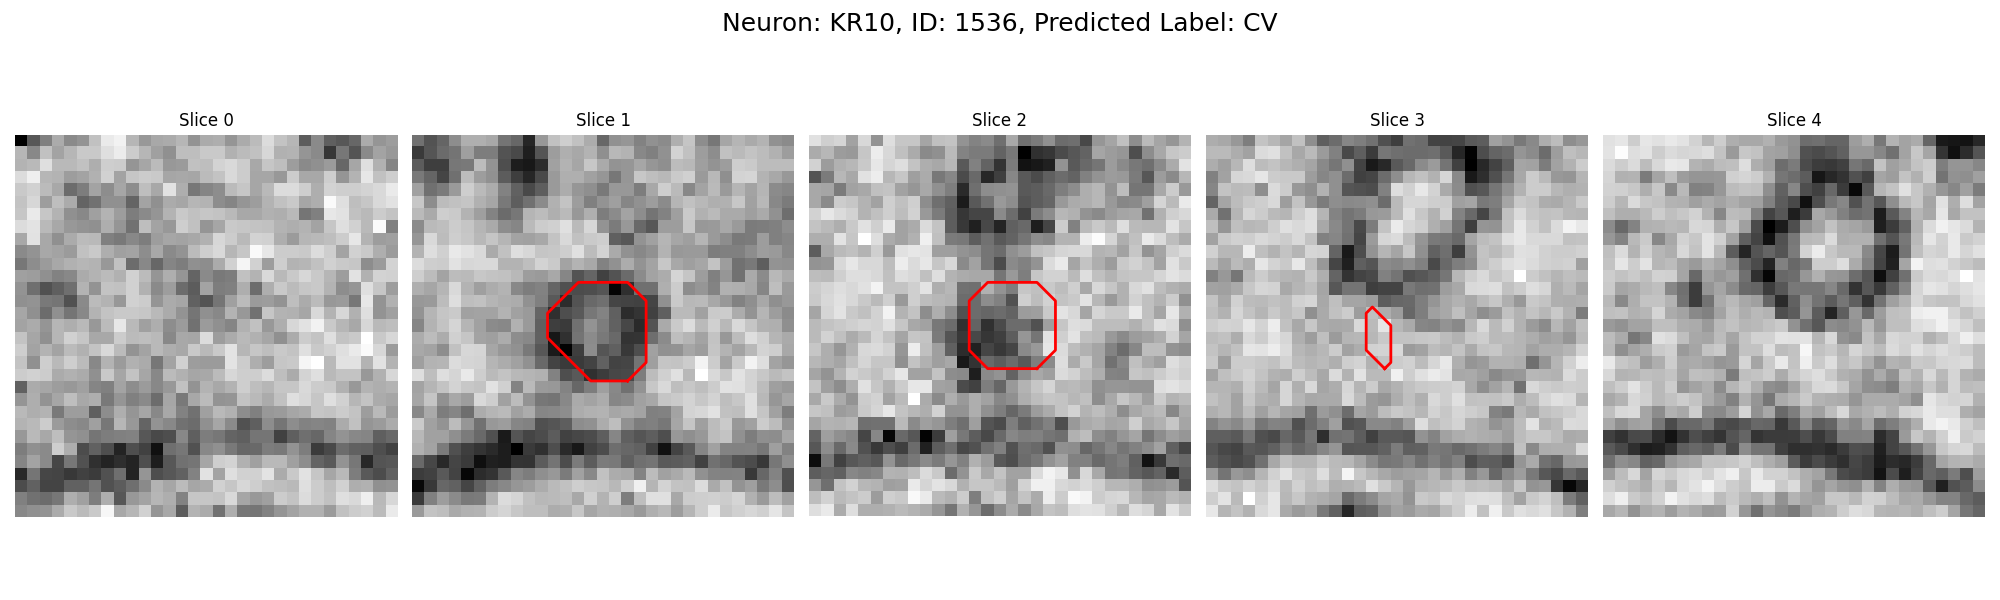 Neuron: KR10, ID: 1536, Predicted Label: CV
Slice 0
Slice 1
Slice 2
Slice 3
Slice 4